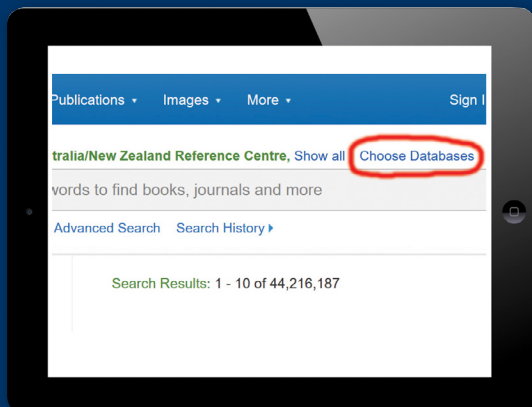 Publications Images More Sign I
tralia/New Zealand Reference Centre, Show all Choose Databases
words to find books, journals and more
Advanced Search Search History
Search Results: 1 - 10 of 44,216,187